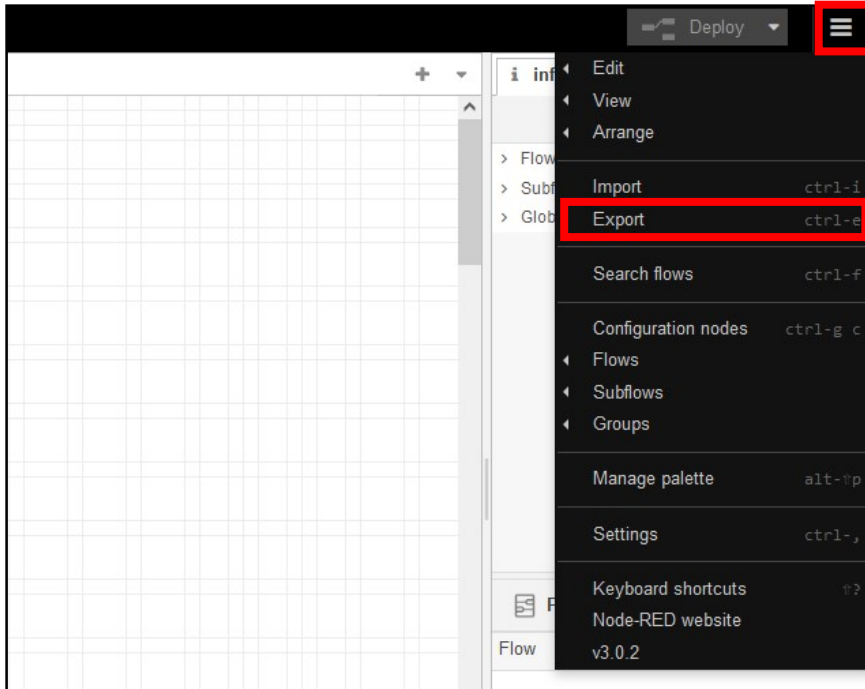 Deploy
i inf
Edit
View
Arrange
> Flow
> Subf
> Glob
Import ctrl-i
Export ctrl-e
Search flows ctrl-f
Configuration nodes ctrl-g c
Flows
Subflows
Groups
Manage palette alt-⇧p
Settings ctrl-,
Keyboard shortcuts ⇧?
Node-RED website
F
Flow
v3.0.2